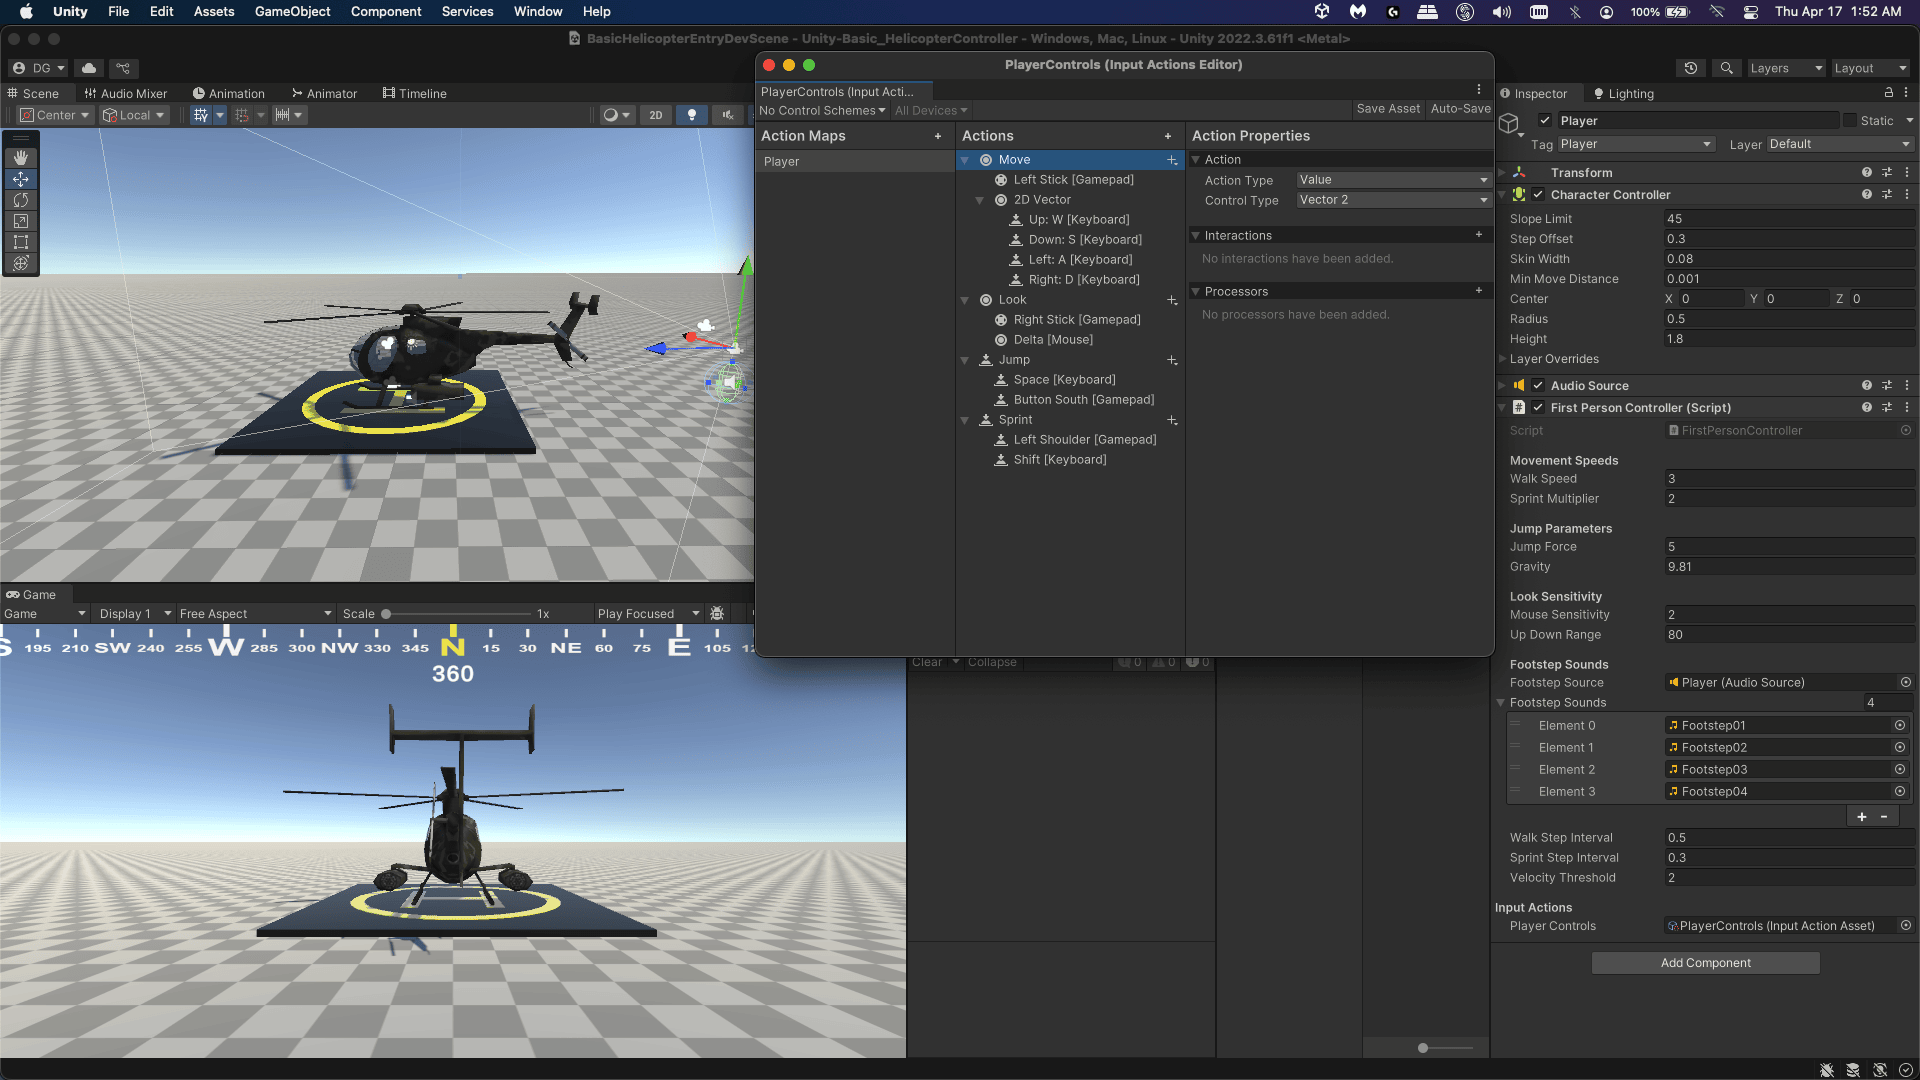 Unity File Edit Assets GameObject Component Services Window Help
100% Thu Apr 17 1:52 AM
BasicHelicopterEntryDevScene - Unity-Basic_HelicopterController - Windows, Mac, Linux - Unity 2022.3.61f1 <Metal>
DG
Layers Layout
Scene Audio Mixer Animation Animator Timeline
Center Local 2D
PlayerControls (Input Actions Editor)
PlayerControls (Input Acti...
No Control Schemes All Devices Save Asset Auto-Save
Action Maps +
Player
Actions +
Move
Left Stick [Gamepad]
2D Vector
Up: W [Keyboard]
Down: S [Keyboard]
Left: A [Keyboard]
Right: D [Keyboard]
Look
Right Stick [Gamepad]
Delta [Mouse]
Jump
Space [Keyboard]
Button South [Gamepad]
Sprint
Left Shoulder [Gamepad]
Shift [Keyboard]
Action Properties
Action
Action Type Value
Control Type Vector 2
Interactions +
No interactions have been added.
Processors +
No processors have been added.
Inspector Lighting
Player Static
Tag Player Layer Default
Transform
Character Controller
Slope Limit 45
Step Offset 0.3
Skin Width 0.08
Min Move Distance 0.001
Center X 0 Y 0 Z 0
Radius 0.5
Height 1.8
Layer Overrides
Audio Source
First Person Controller (Script)
Script FirstPersonController
Movement Speeds
Walk Speed 3
Sprint Multiplier 2
Jump Parameters
Jump Force 5
Gravity 9.81
Look Sensitivity
Mouse Sensitivity 2
Up Down Range 80
Footstep Sounds
Footstep Source Player (Audio Source)
Footstep Sounds 4
Element 0 Footstep01
Element 1 Footstep02
Element 2 Footstep03
Element 3 Footstep04
+ -
Walk Step Interval 0.5
Sprint Step Interval 0.3
Velocity Threshold 2
Input Actions
Player Controls PlayerControls (Input Action Asset)
Add Component
Game
Game Display 1 Free Aspect Scale 1x Play Focused
S 195 210 SW 240 255 W 285 300 NW 330 345 N 15 30 NE 60 75 E 105
360
Clear Collapse 0 0 0